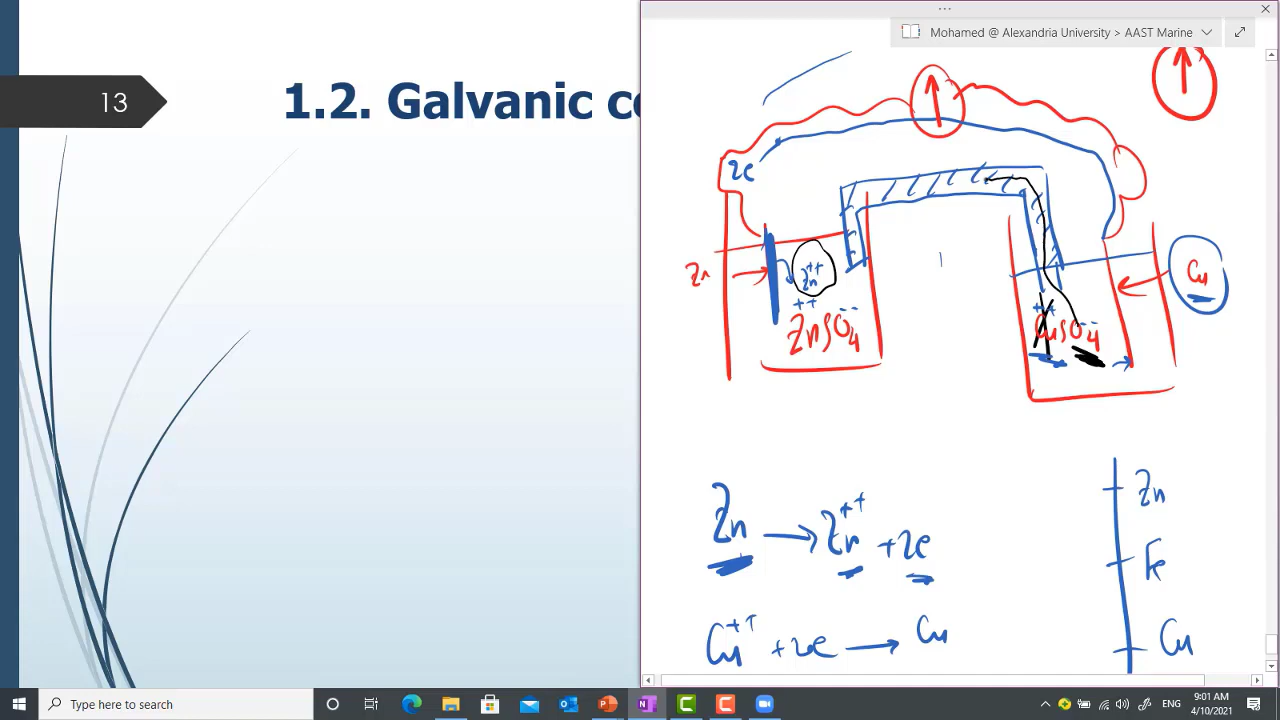 13
1.2. Galvanic c
Mohamed @ Alexandria University > AAST Marine
2e
Zn
Zn++
++
ZnSO4--
Cu
++
CuSO4--
Zn → Zn++ + 2e
Cu++ + 2e → Cu
Zn
Fe
Cu
Type here to search
9:01 AM
4/10/2021